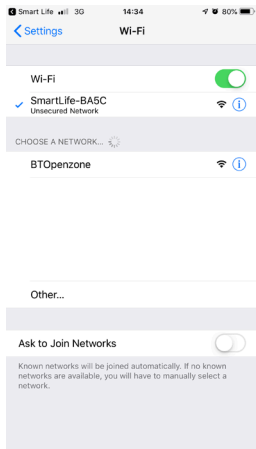 Smart Life 3G 14:34 80%
Settings Wi-Fi
Wi-Fi
SmartLife-BA5C
Unsecured Network
CHOOSE A NETWORK...
BTOpenzone
Other...
Ask to Join Networks
Known networks will be joined automatically. If no known
networks are available, you will have to manually select a
network.